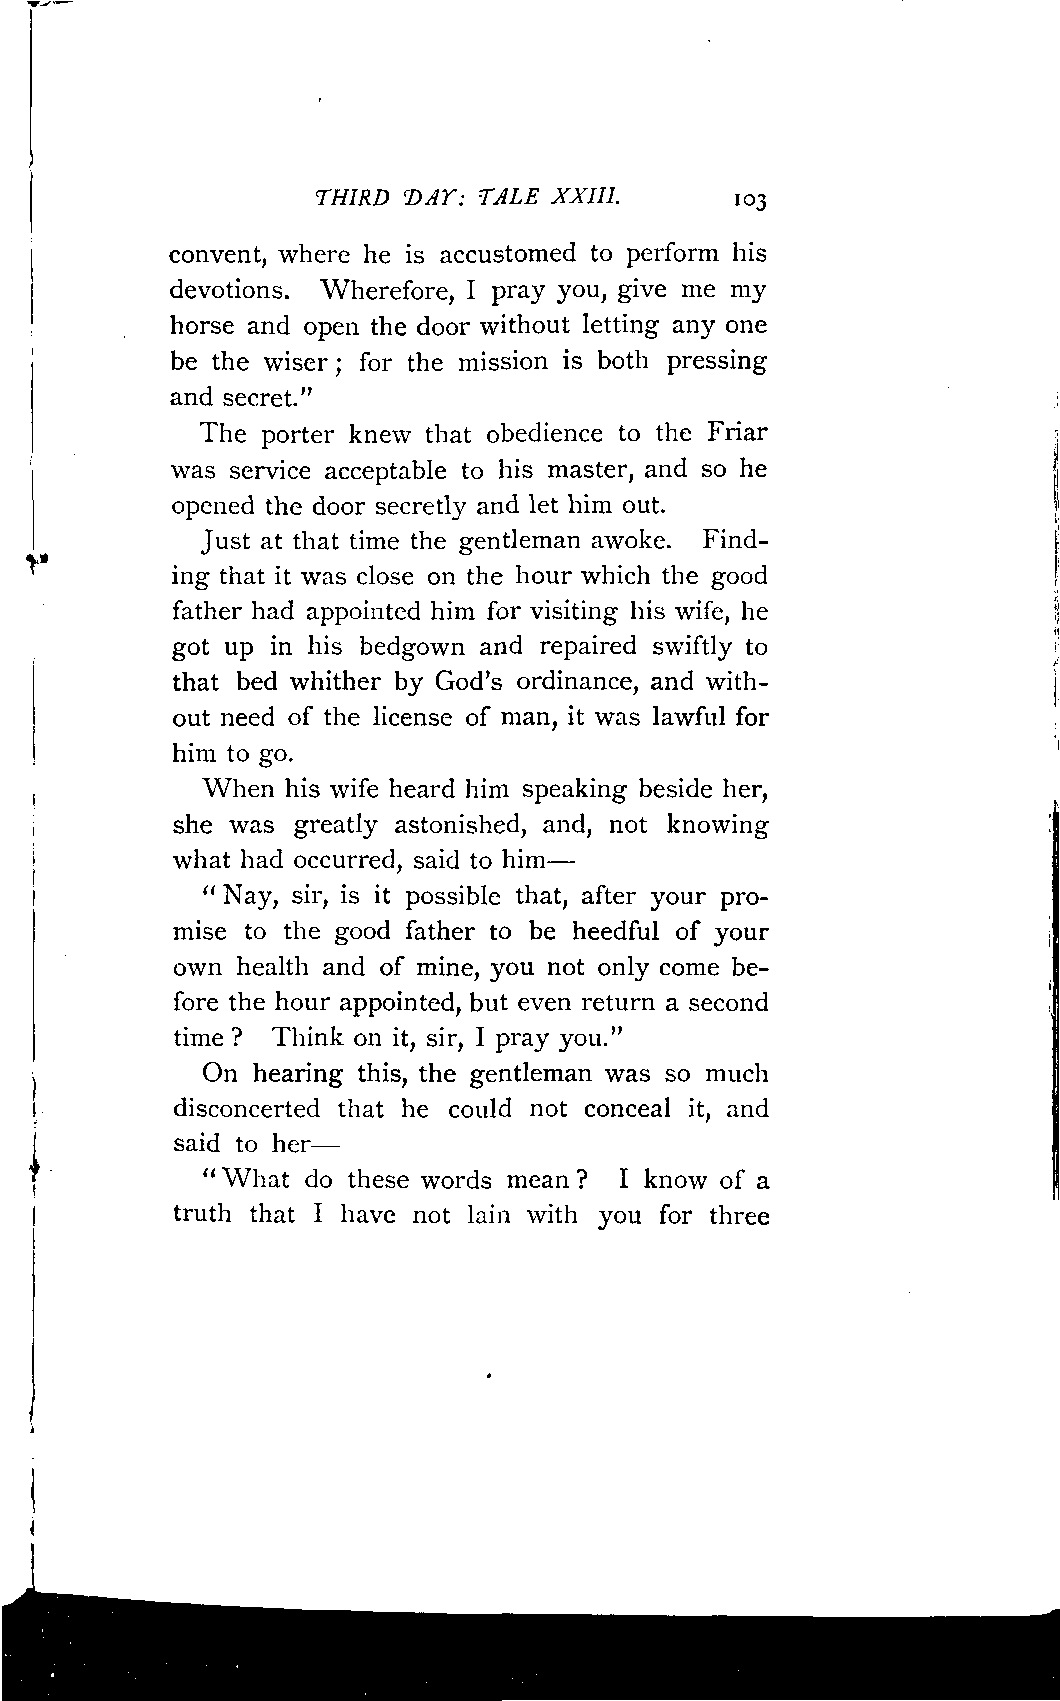 THIRD DAY: TALE XXIII. 103
convent, where he is accustomed to perform his
devotions. Wherefore, I pray you, give me my
horse and open the door without letting any one
be the wiser ; for the mission is both pressing
and secret."
The porter knew that obedience to the Friar
was service acceptable to his master, and so he
opened the door secretly and let him out.
Just at that time the gentleman awoke. Find-
ing that it was close on the hour which the good
father had appointed him for visiting his wife, he
got up in his bedgown and repaired swiftly to
that bed whither by God's ordinance, and with-
out need of the license of man, it was lawful for
him to go.
When his wife heard him speaking beside her,
she was greatly astonished, and, not knowing
what had occurred, said to him—
"Nay, sir, is it possible that, after your pro-
mise to the good father to be heedful of your
own health and of mine, you not only come be-
fore the hour appointed, but even return a second
time ? Think on it, sir, I pray you."
On hearing this, the gentleman was so much
disconcerted that he could not conceal it, and
said to her—
"What do these words mean ? I know of a
truth that I have not lain with you for three